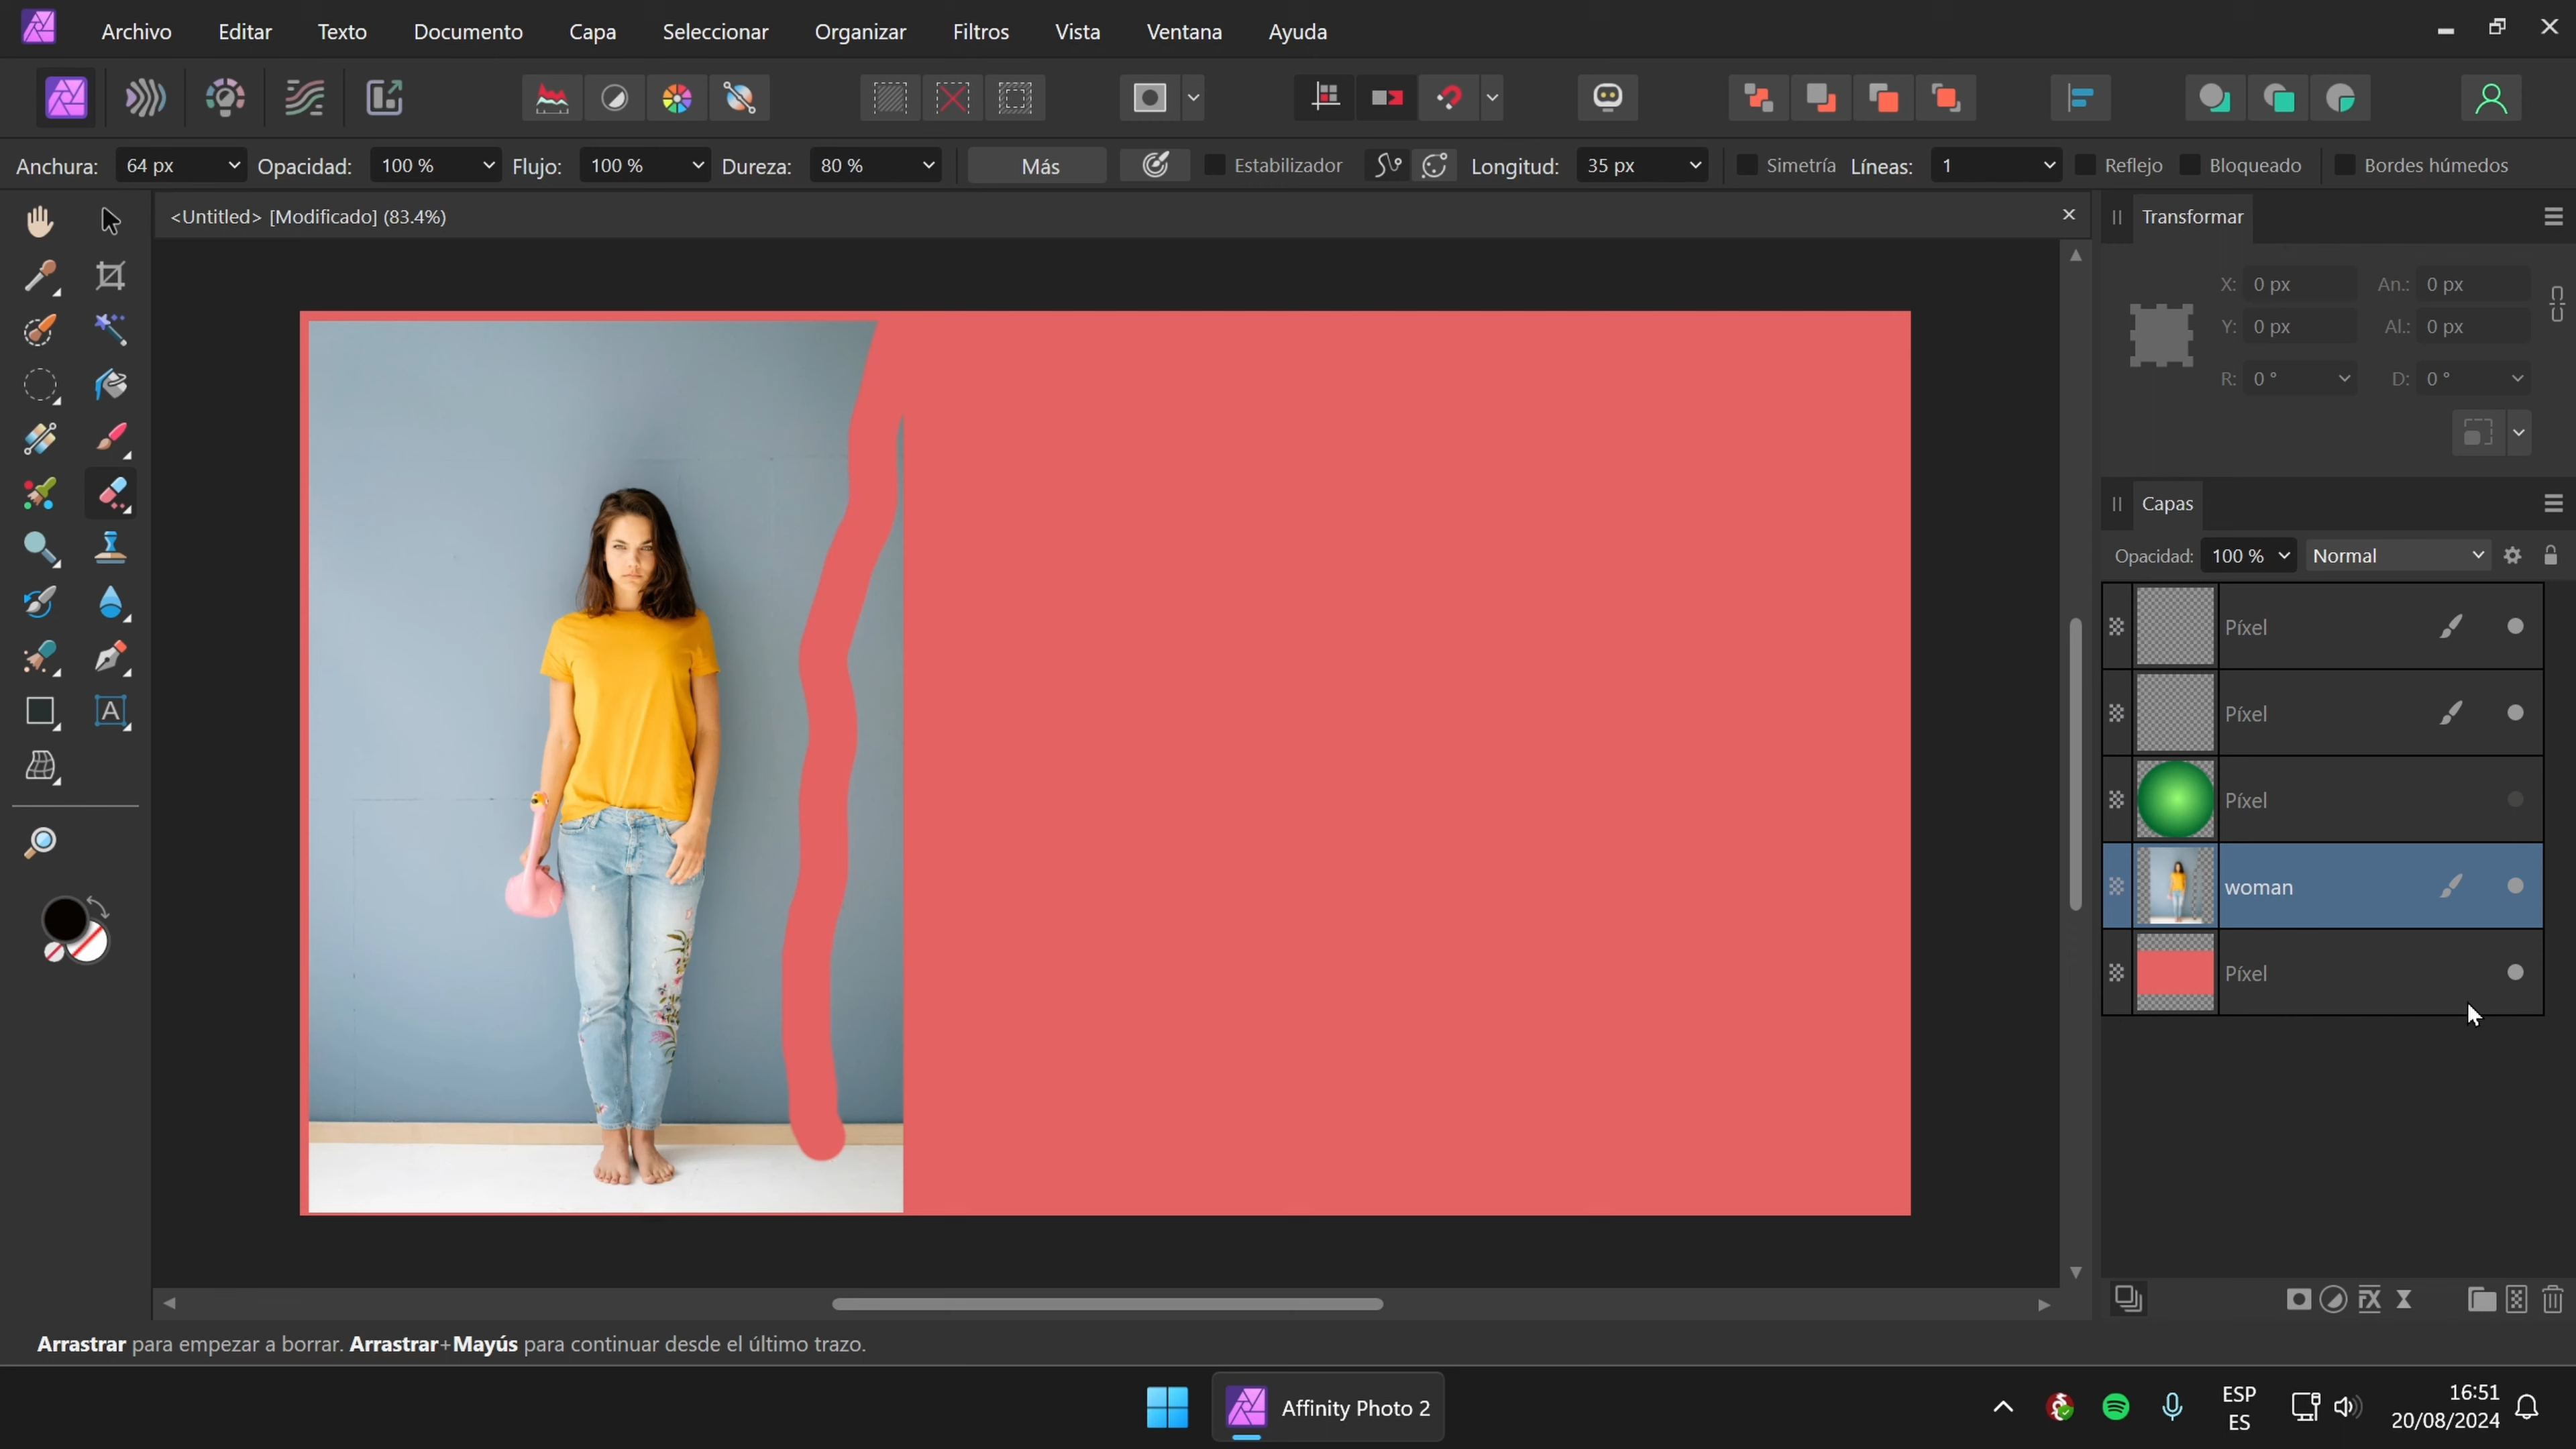 Archivo Editar Texto Documento Capa Seleccionar Organizar Filtros Vista Ventana Ayuda
Anchura: 64 px Opacidad: 100 % Flujo: 100 % Dureza: 80 % Más Estabilizador Longitud: 35 px Simetría Líneas: 1 Reflejo Bloqueado Bordes húmedos
<Untitled> [Modificado] (83.4%)
Transformar
X: 0 px An.: 0 px
Y: 0 px Al.: 0 px
R: 0 ° D: 0 °
Capas
Opacidad: 100 % Normal
Píxel
Píxel
Píxel
woman
Píxel
Arrastrar para empezar a borrar. Arrastrar+Mayús para continuar desde el último trazo.
Affinity Photo 2
ESP
ES
16:51
20/08/2024